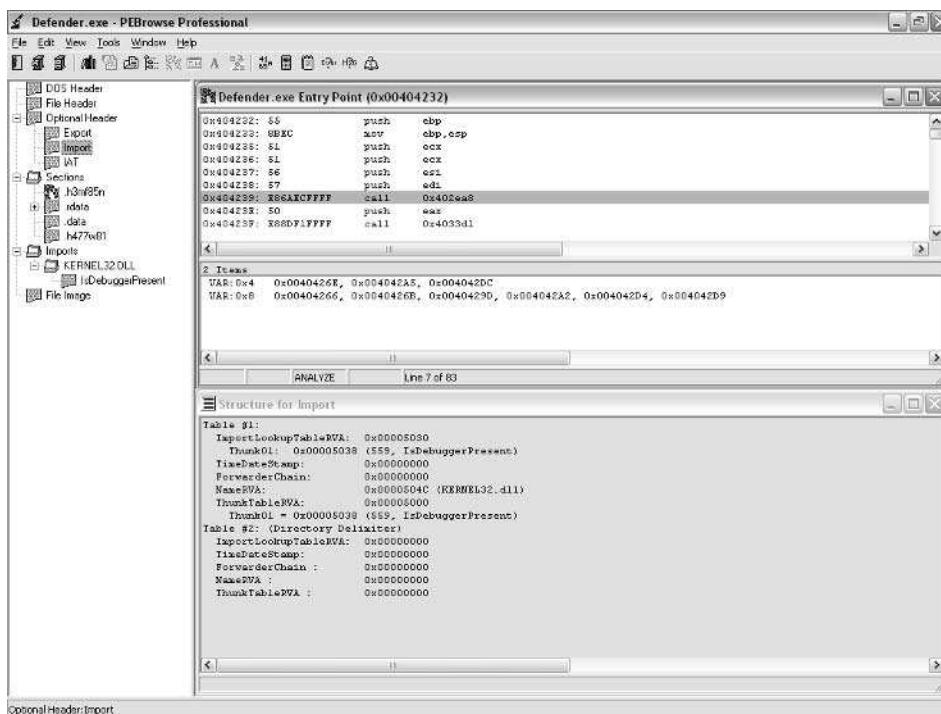 Defender.exe - PEBrowse Professional
File Edit View Tools Window Help
DOS Header
File Header
Optional Header
Export
Import
IAT
Sections
.h3mf85n
.rdata
.data
.h477w81
Imports
KERNEL32.DLL
IsDebuggerPresent
File Image
Defender.exe Entry Point (0x00404232)
0x404232: 55 push ebp
0x404233: 8BEC mov ebp,esp
0x404235: 51 push ecx
0x404236: 51 push ecx
0x404237: 56 push esi
0x404238: 57 push edi
0x404239: E86AECFFFF call 0x402ea8
0x40423E: 50 push eax
0x40423F: E88DF1FFFF call 0x4033d1
2 Items
VAR:0x4 0x0040426E, 0x004042A5, 0x004042DC
VAR:0x8 0x00404266, 0x0040426B, 0x0040429D, 0x004042A2, 0x004042D4, 0x004042D9
ANALYZE Line 7 of 83
Structure for Import
Table #1:
ImportLookupTableRVA: 0x00005030
Thunk01: 0x00005038 (559, IsDebuggerPresent)
TimeDateStamp: 0x00000000
ForwarderChain: 0x00000000
NameRVA: 0x0000504C (KERNEL32.dll)
ThunkTableRVA: 0x00005000
Thunk01 = 0x00005038 (559, IsDebuggerPresent)
Table #2: (Directory Delimiter)
ImportLookupTableRVA: 0x00000000
TimeDateStamp: 0x00000000
ForwarderChain : 0x00000000
NameRVA : 0x00000000
ThunkTableRVA : 0x00000000
Optional Header:Import